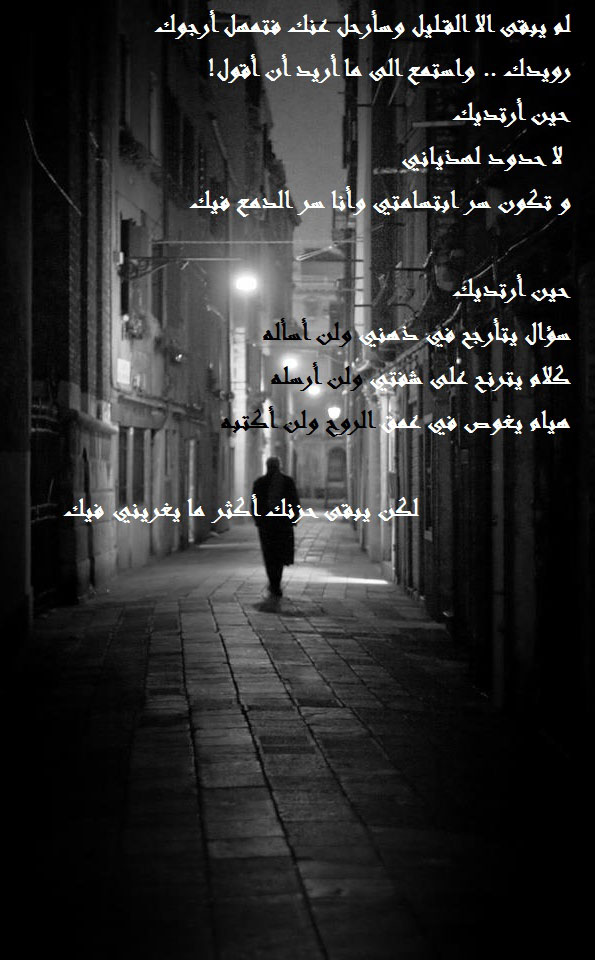 لو يبقى الا القليل وسأرحل عنك فتمهل أرجوك
رويدك .. واستمع الى ما أريد أن أقول!
حين أرتديك
لا حدود لهذياني
و تكون سر ابتسامتي وأنا سر الدمع فيك
حين أرتديك
سؤال يتأرجح في ذهني ولن أسأله
كلام يترنح على شفتي ولن أرسله
هيام يغوص في عمق الروح ولن أكتبه
لكن يبقى حزنك أكثر ما يغريني فيك